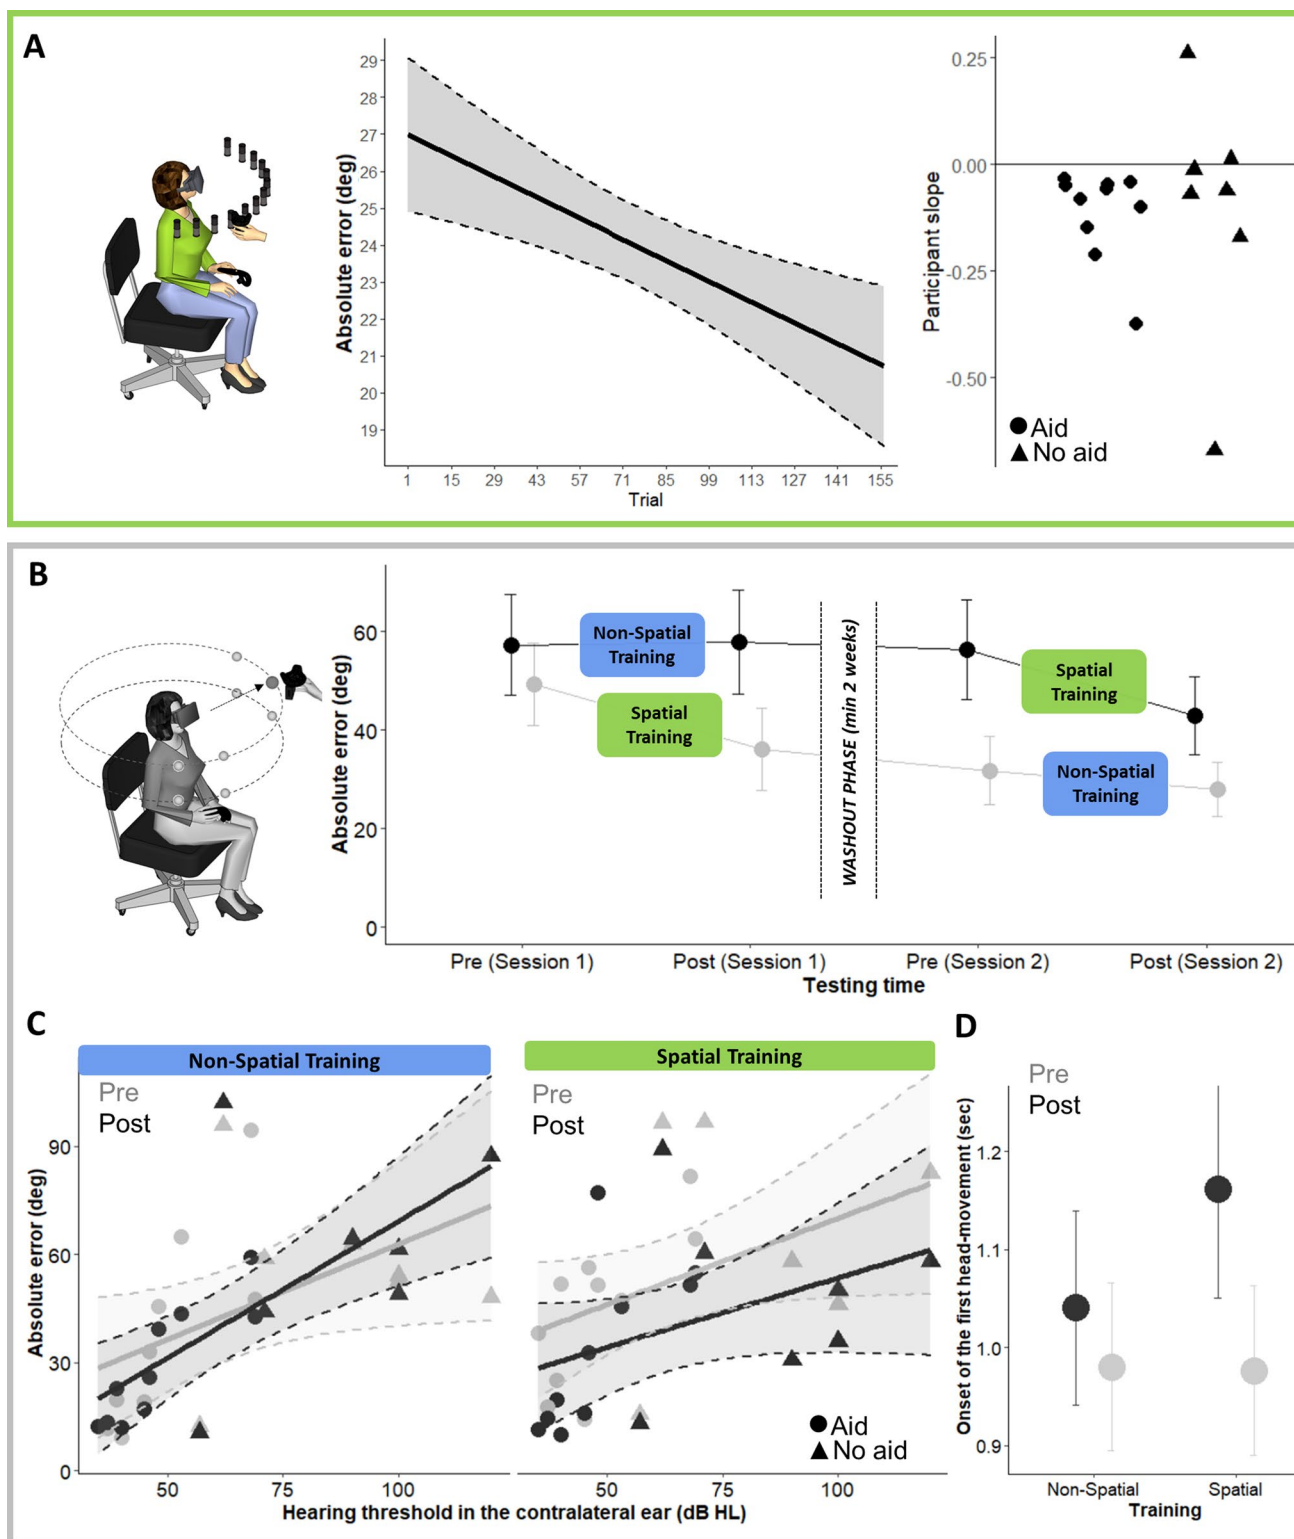 A
Absolute error (deg)
29
28
27
26
25
24
23
22
21
20
19
1 15 29 43 57 71 85 99 113 127 141 155
Trial
Participant slope
0.25
0.00
-0.25
-0.50
Aid
No aid
B
Absolute error (deg)
60
40
20
0
Non-Spatial
Training
Spatial
Training
WASHOUT PHASE (min 2 weeks)
Spatial
Training
Non-Spatial
Training
Pre (Session 1) Post (Session 1) Pre (Session 2) Post (Session 2)
Testing time
C
Non-Spatial Training
Spatial Training
Pre
Post
Pre
Post
Absolute error (deg)
90
60
30
0
Aid
No aid
50 75 100 50 75 100
Hearing threshold in the contralateral ear (dB HL)
D
Pre
Post
Onset of the first head-movement (sec)
1.2
1.1
1.0
0.9
Non-Spatial Spatial
Training